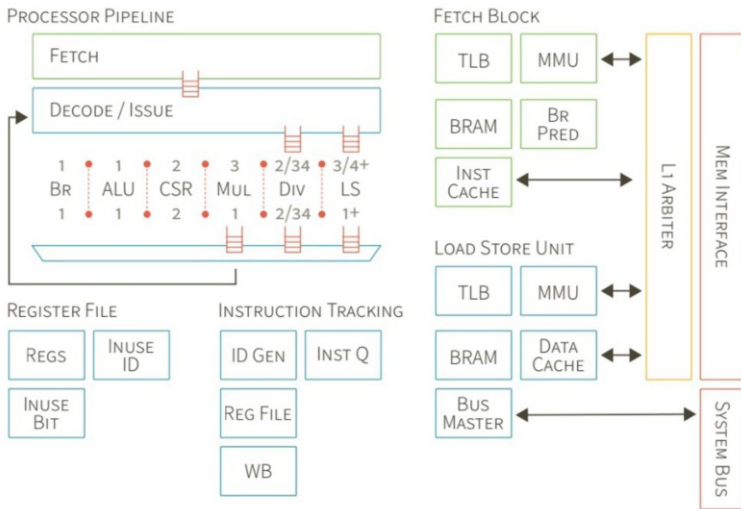 PROCESSOR PIPELINE
FETCH
DECODE / ISSUE
1 1 2 3 2/34 3/4+
BR ALU CSR MUL DIV LS
1 1 2 1 2/34 1+
REGISTER FILE
REGS
INUSE
ID
INUSE
BIT
INSTRUCTION TRACKING
ID GEN
INST Q
REG FILE
WB
FETCH BLOCK
TLB
MMU
BRAM
BR
PRED
INST
CACHE
LOAD STORE UNIT
TLB
MMU
BRAM
DATA
CACHE
BUS
MASTER
L1 ARBITER
MEM INTERFACE
SYSTEM BUS